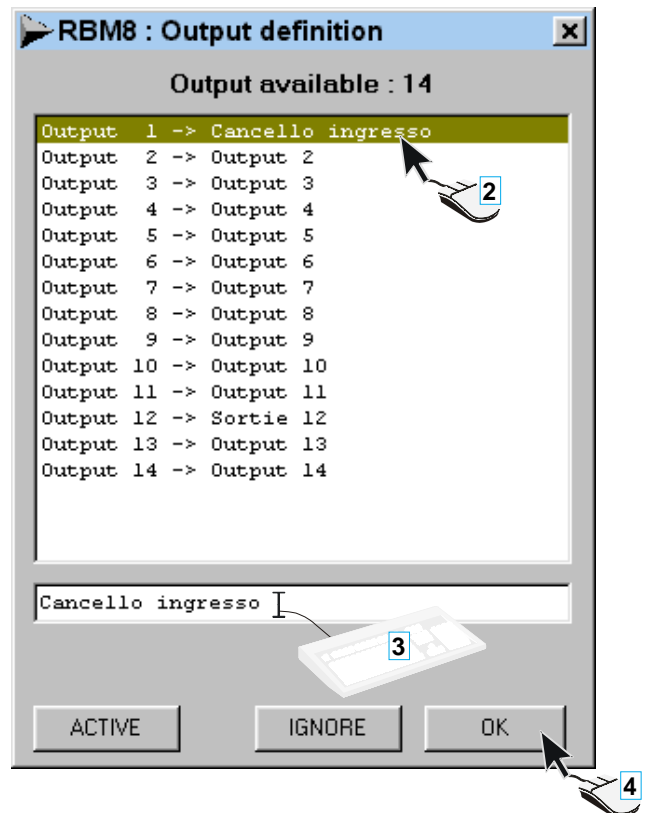 RBM8 : Output definition
Output available : 14
Output 1 -> Cancello ingresso
Output 2 -> Output 2
Output 3 -> Output 3
Output 4 -> Output 4
Output 5 -> Output 5
Output 6 -> Output 6
Output 7 -> Output 7
Output 8 -> Output 8
Output 9 -> Output 9
Output 10 -> Output 10
Output 11 -> Output 11
Output 12 -> Sortie 12
Output 13 -> Output 13
Output 14 -> Output 14
2
Cancello ingresso
3
ACTIVE IGNORE OK
4